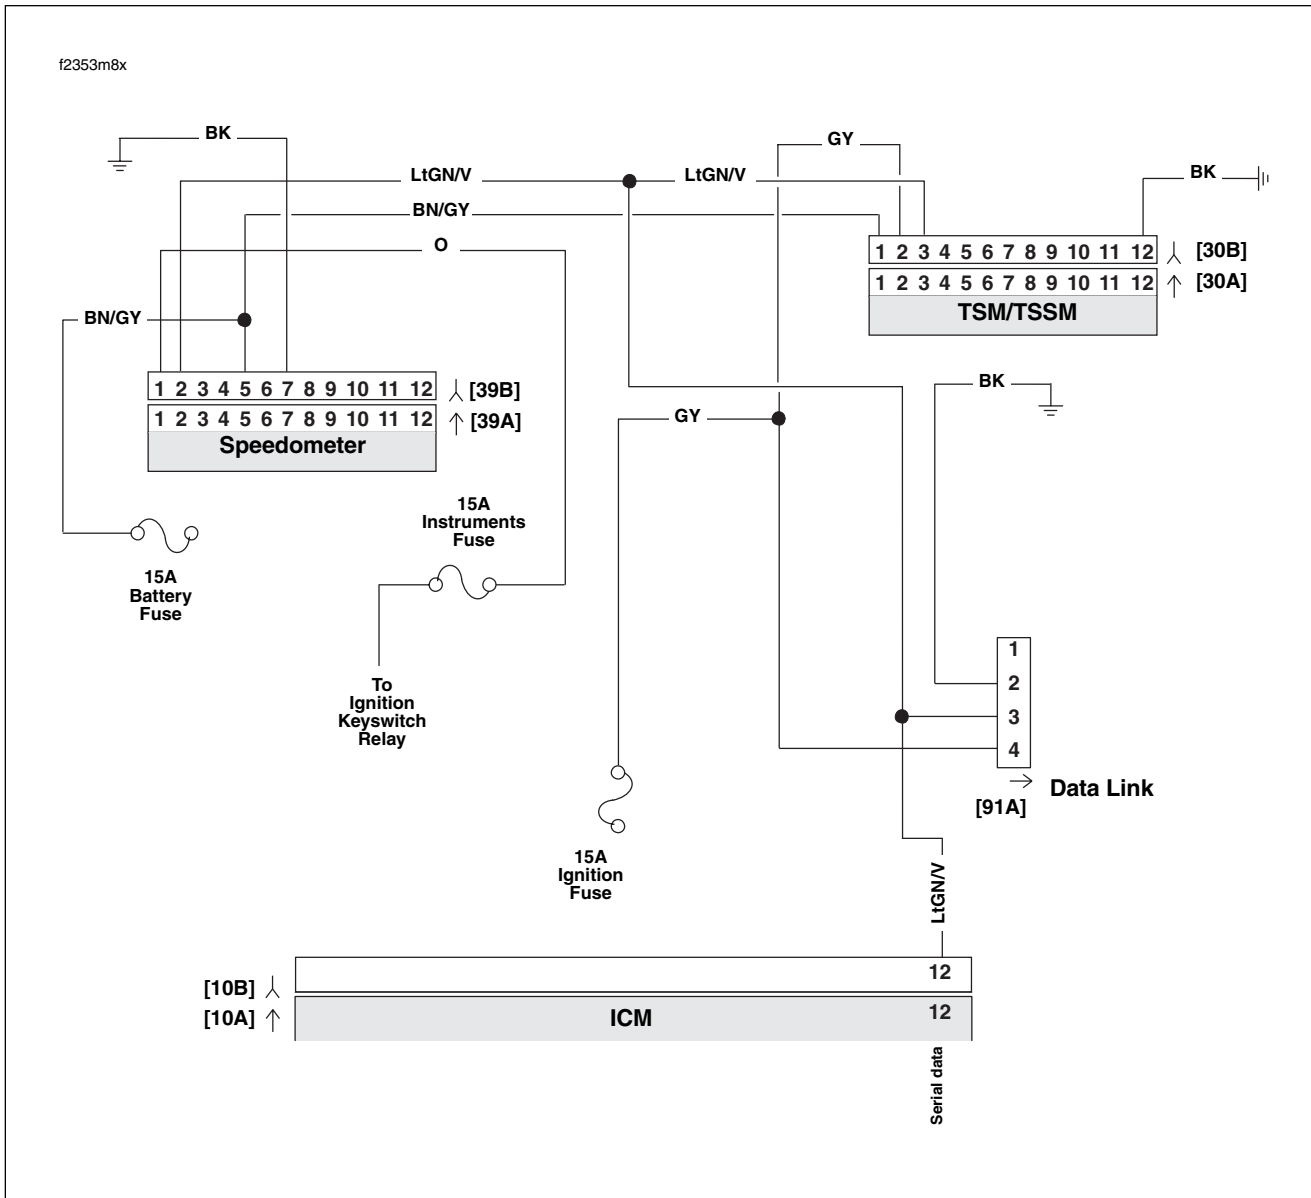 f2353m8x
BK
GY
LtGN/V
LtGN/V
BK
BN/GY
O
1 2 3 4 5 6 7 8 9 10 11 12 [30B]
1 2 3 4 5 6 7 8 9 10 11 12 [30A]
TSM/TSSM
BN/GY
1 2 3 4 5 6 7 8 9 10 11 12 [39B]
1 2 3 4 5 6 7 8 9 10 11 12 [39A]
Speedometer
BK
GY
15A
Instruments
Fuse
15A
Battery
Fuse
To
Ignition
Keyswitch
Relay
1
2
3
4
Data Link
[91A]
15A
Ignition
Fuse
LtGN/V
[10B]
12
[10A]
ICM
12
Serial data